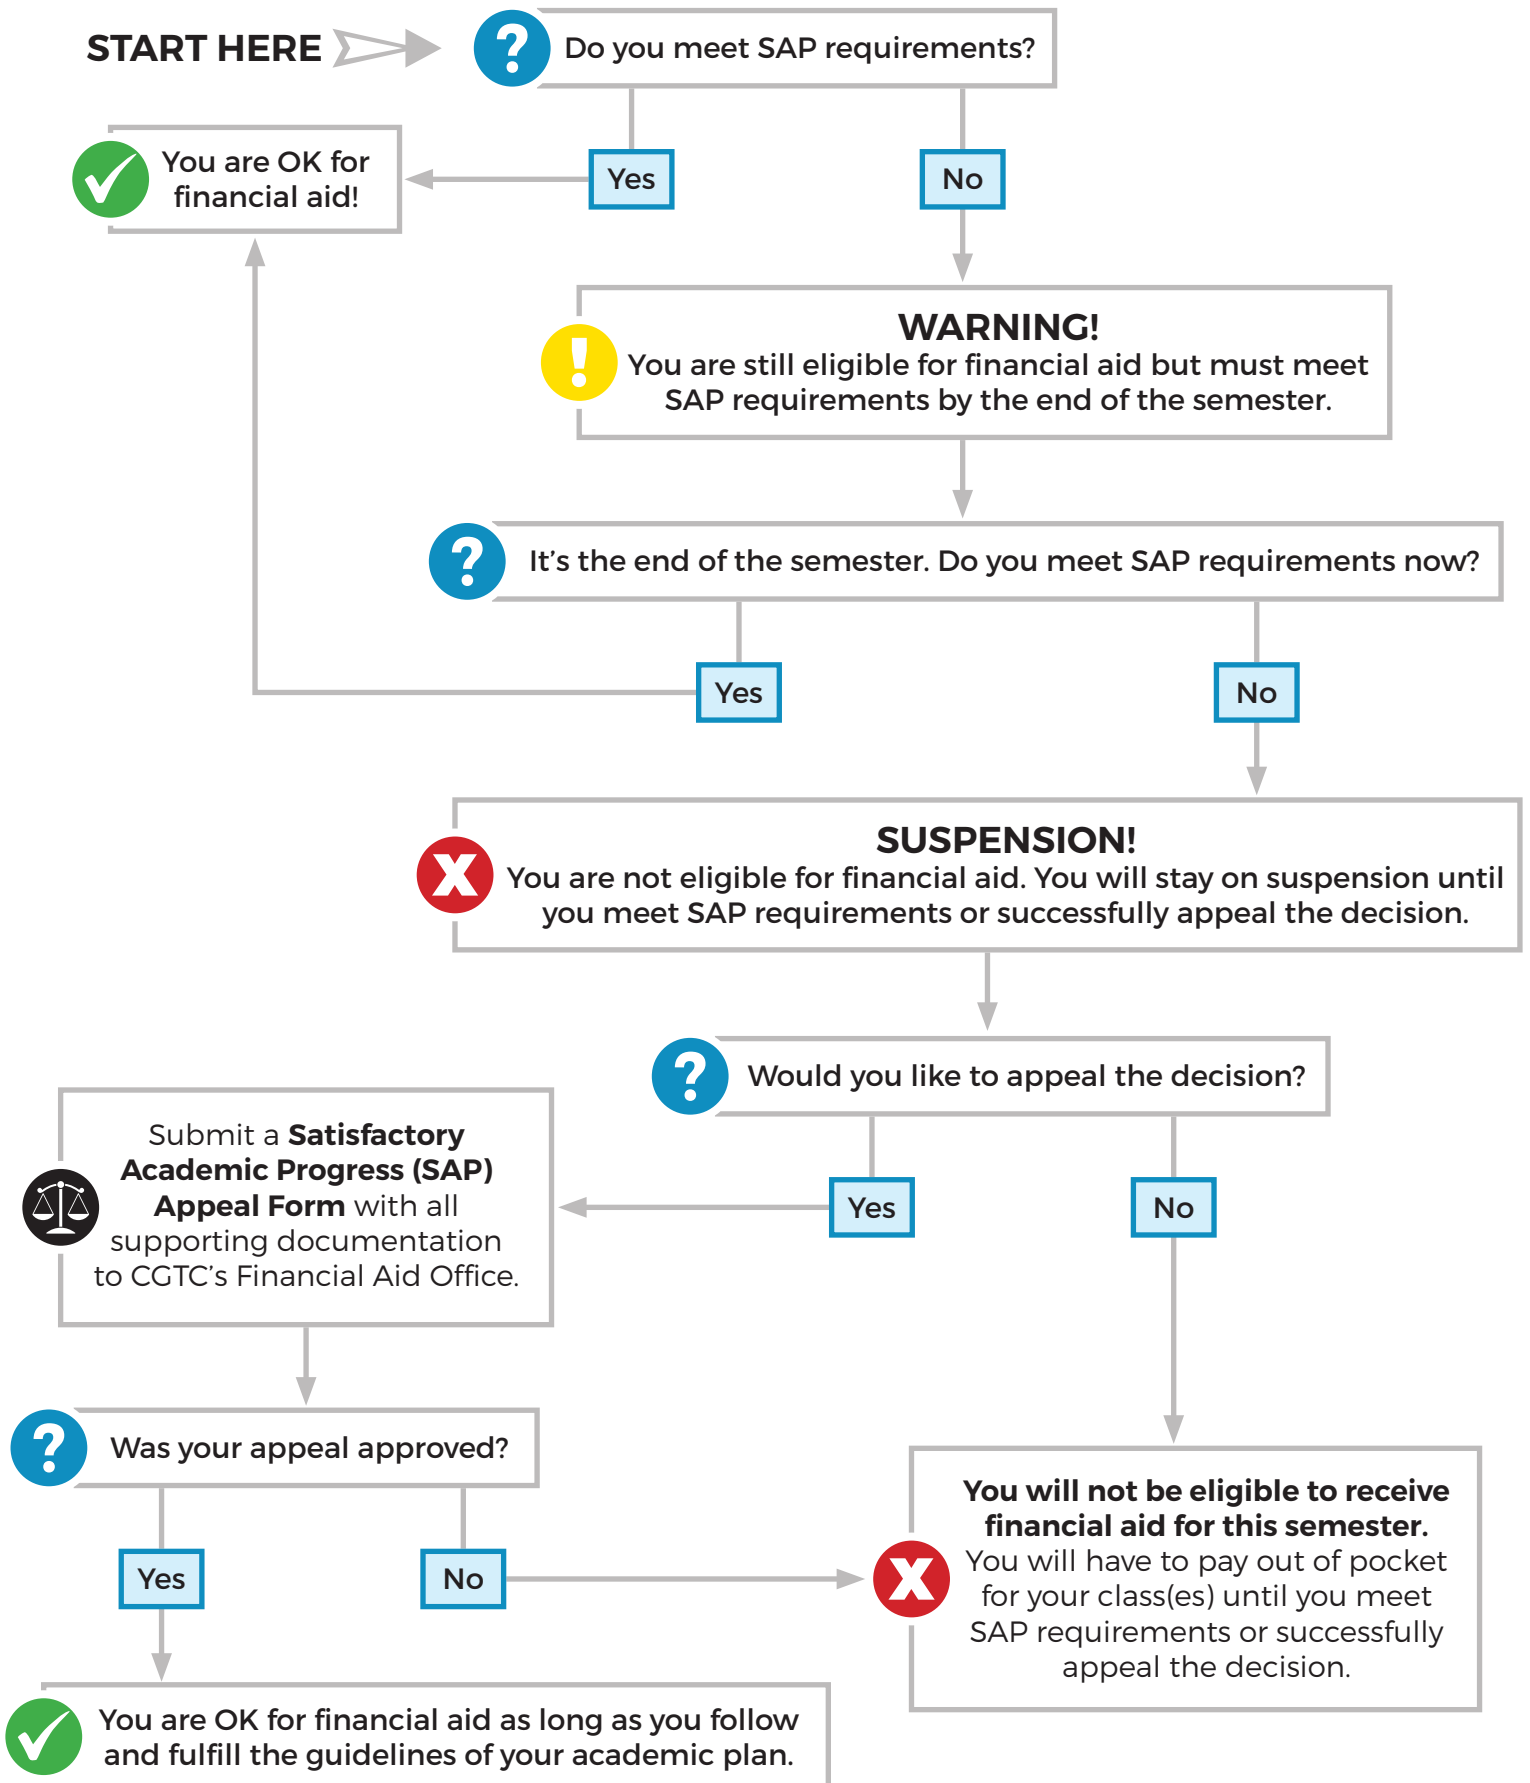 START HERE
?
Do you meet SAP requirements?
Yes
No
You are OK for
financial aid!
WARNING!
!
You are still eligible for financial aid but must meet
SAP requirements by the end of the semester.
?
It’s the end of the semester. Do you meet SAP requirements now?
Yes
No
SUSPENSION!
X
You are not eligible for financial aid. You will stay on suspension until
you meet SAP requirements or successfully appeal the decision.
?
Would you like to appeal the decision?
Yes
No
Submit a Satisfactory
Academic Progress (SAP)
Appeal Form with all
supporting documentation
to CGTC’s Financial Aid Office.
?
Was your appeal approved?
Yes
No
You will not be eligible to receive
financial aid for this semester.
X
You will have to pay out of pocket
for your class(es) until you meet
SAP requirements or successfully
appeal the decision.
You are OK for financial aid as long as you follow
and fulfill the guidelines of your academic plan.